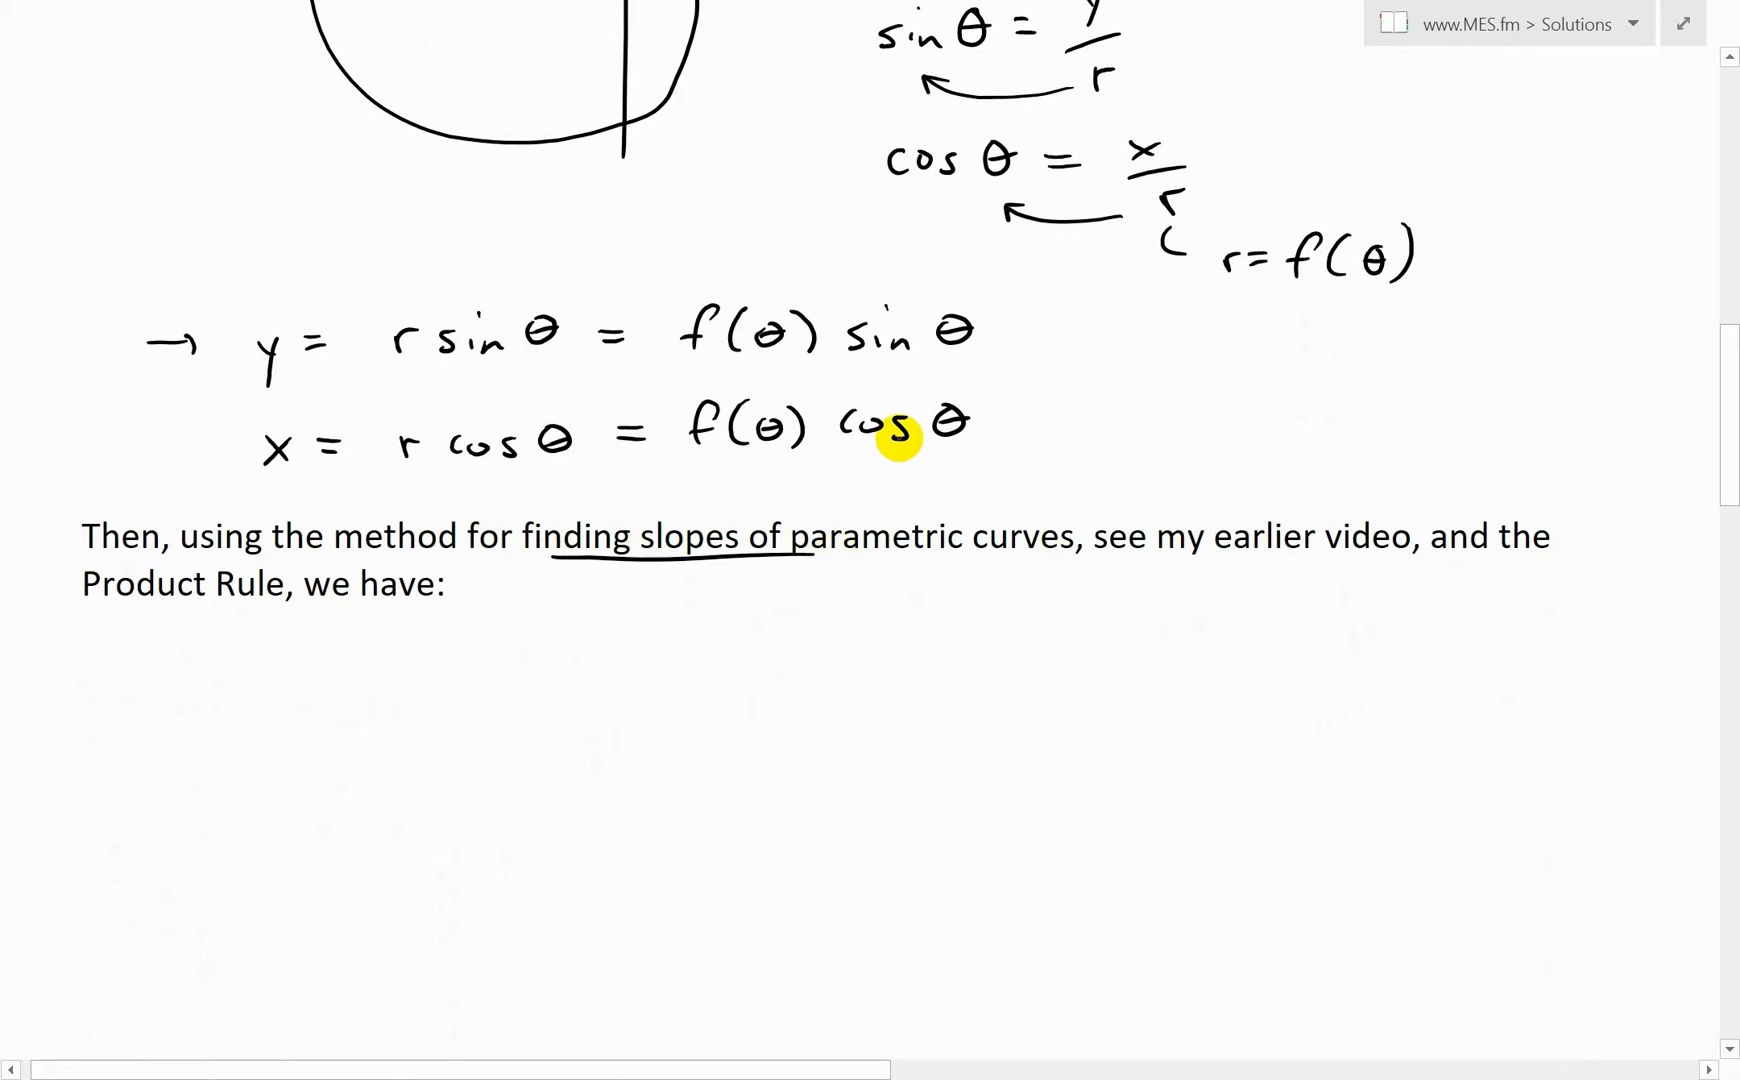 www.MES.fm > Solutions
sin θ = y/r
cos θ = x/r
r = f(θ)
→ y = r sin θ = f(θ) sin θ
x = r cos θ = f(θ) cos θ
Then, using the method for finding slopes of parametric curves, see my earlier video, and the
Product Rule, we have: